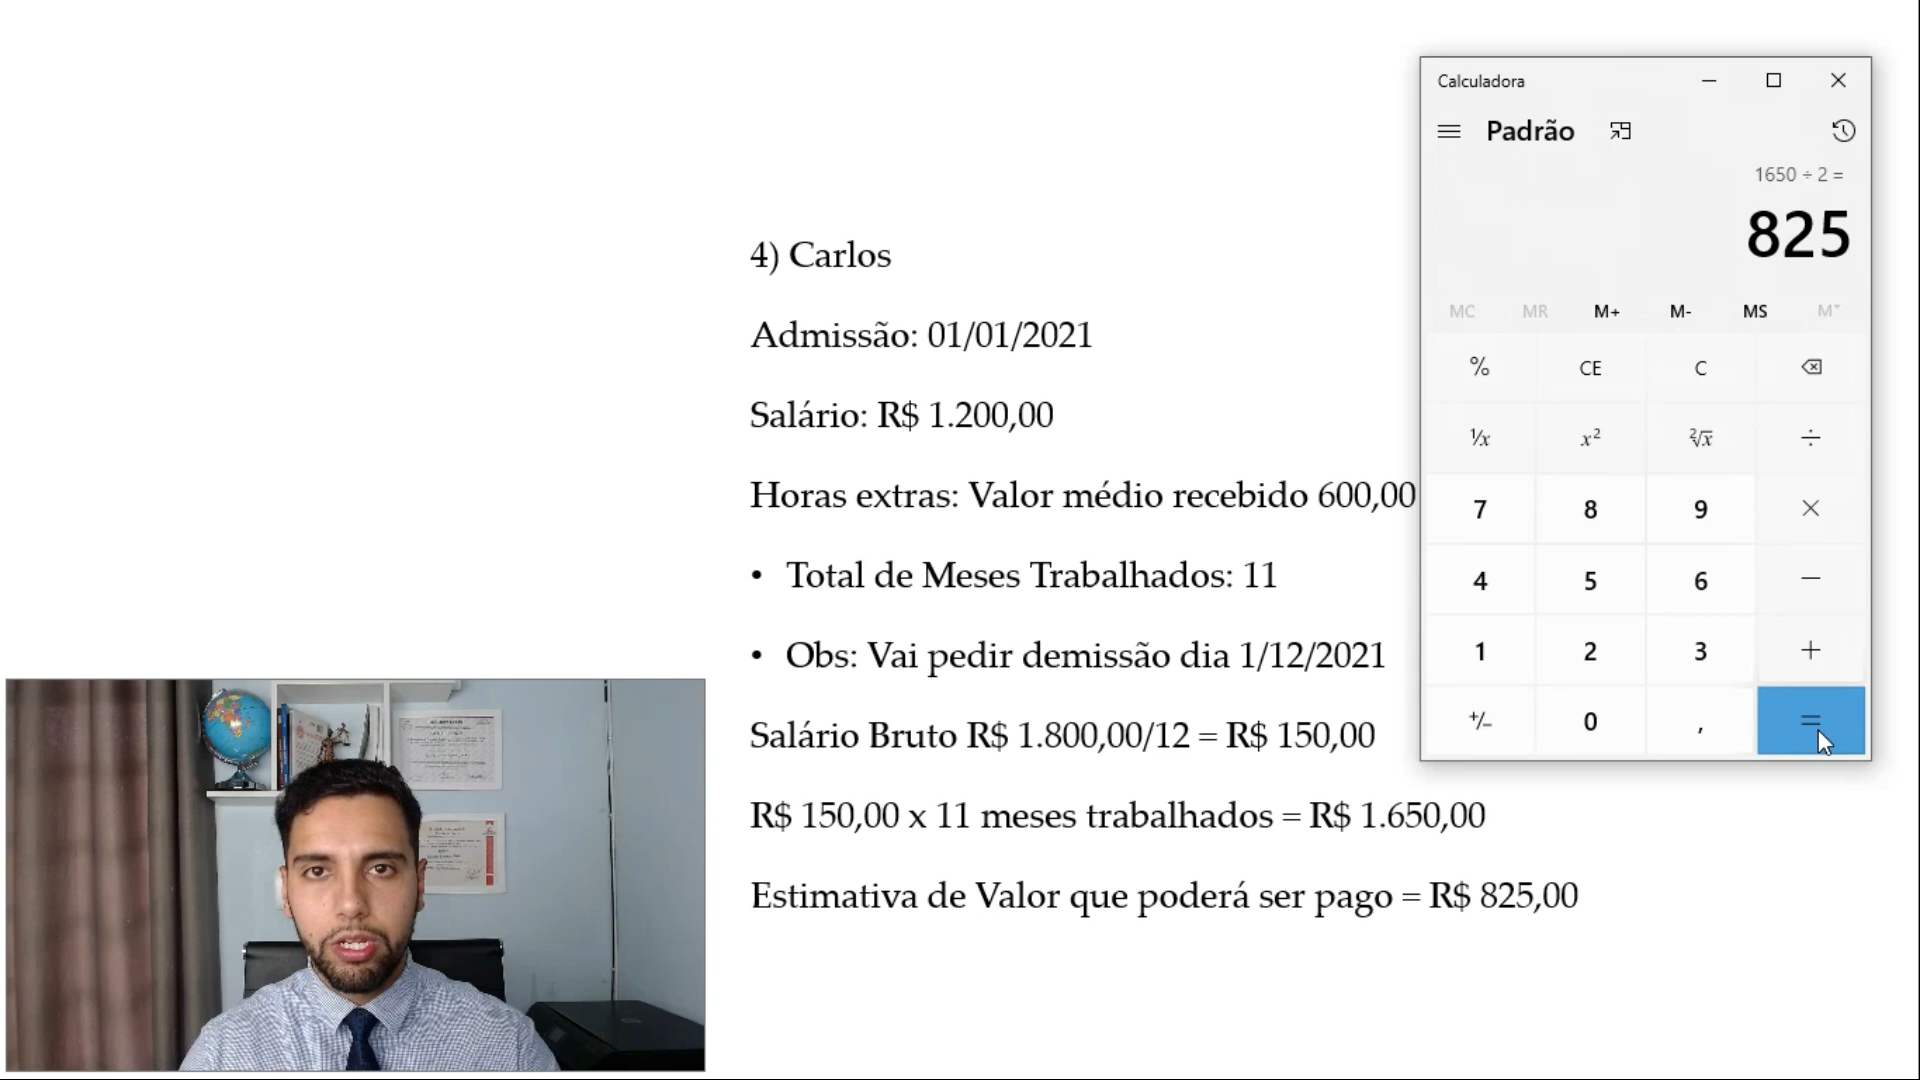 4) Carlos
Admissão: 01/01/2021
Salário: R$ 1.200,00
Horas extras: Valor médio recebido 600,00
• Total de Meses Trabalhados: 11
• Obs: Vai pedir demissão dia 1/12/2021
Salário Bruto R$ 1.800,00/12 = R$ 150,00
R$ 150,00 x 11 meses trabalhados = R$ 1.650,00
Estimativa de Valor que poderá ser pago = R$ 825,00
Calculadora
Padrão
1650 ÷ 2 =
825
MC MR M+ M- MS M˅
% CE C
¹/x x² ²√x ÷
7 8 9 ×
4 5 6 −
1 2 3 +
+/− 0 , =